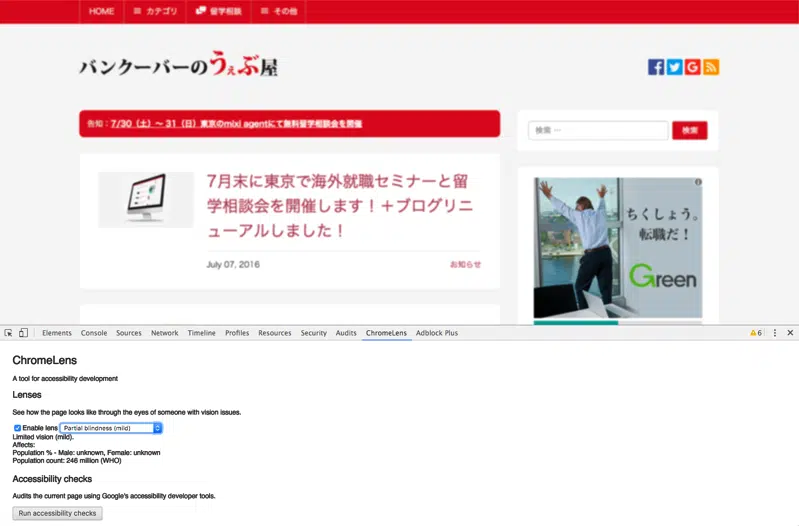 HOME
カテゴリ
留学相談
その他
バンクーバーのうぇぶ屋
告知：7/30（土）〜 31（日）東京のmixi agentにて無料留学相談会を開催
検索 …
検索
7月末に東京で海外就職セミナーと留
学相談会を開催します！＋ブログリニ
ューアルしました！
July 07, 2016
お知らせ
ちくしょう。
転職だ！
Green
Elements Console Sources Network Timeline Profiles Resources Security Audits ChromeLens Adblock Plus 6
ChromeLens
A tool for accessibility development
Lenses
See how the page looks like through the eyes of someone with vision issues.
Enable lens Partial blindness (mild)
Limited vision (mild).
Affects:
Population % - Male: unknown, Female: unknown
Population count: 246 million (WHO)
Accessibility checks
Audits the current page using Google's accessibility developer tools.
Run accessibility checks